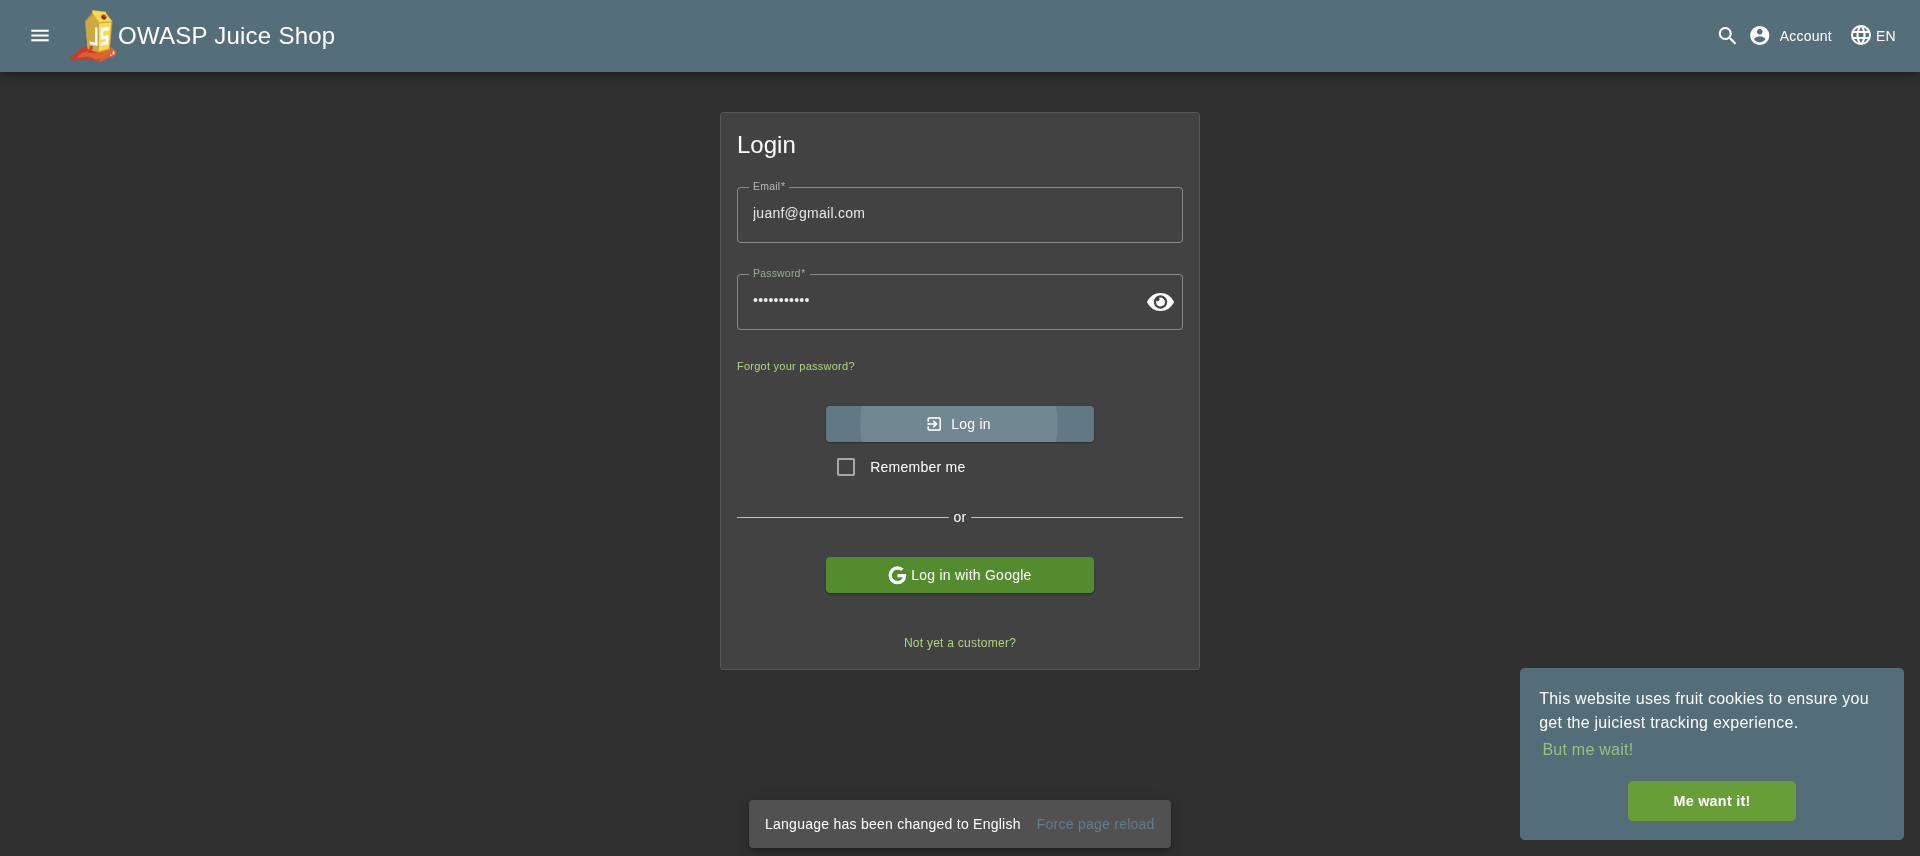 OWASP Juice Shop
Account
EN
Login
Email*
juanf@gmail.com
Password*
•••••••••••
Forgot your password?
Log in
Remember me
or
Log in with Google
Not yet a customer?
This website uses fruit cookies to ensure you
get the juiciest tracking experience.
But me wait!
Me want it!
Language has been changed to English Force page reload